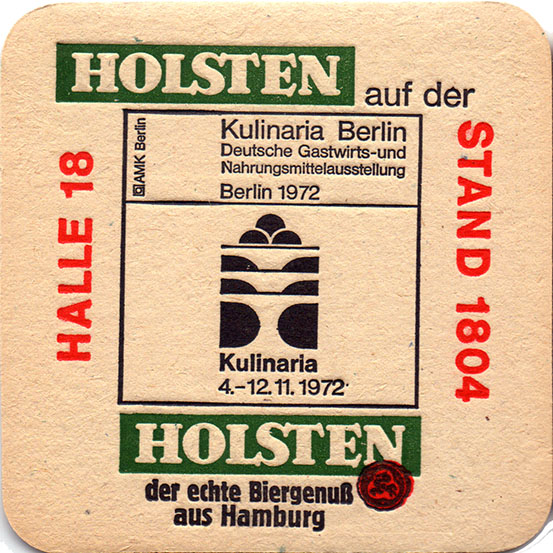 HOLSTEN auf der
HALLE 18
AMK Berlin
Kulinaria Berlin
Deutsche Gastwirts-und
Nahrungsmittelausstellung
Berlin 1972
STAND 1804
Kulinaria
4.-12.11.1972
HOLSTEN
der echte Biergenuß
aus Hamburg